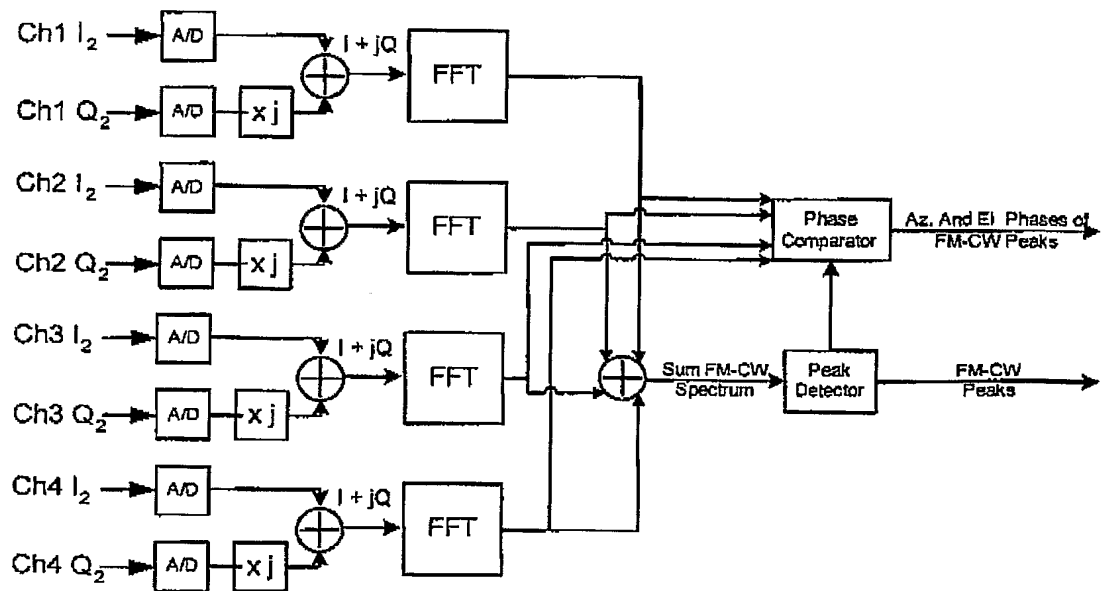 Ch1 I2
A/D
I + jQ
FFT
Ch1 Q2
A/D
x j
Ch2 I2
A/D
I + jQ
FFT
Ch2 Q2
A/D
x j
Phase
Comparator
Az. And El Phases of
FM-CW Peaks
Ch3 I2
A/D
I + jQ
FFT
Ch3 Q2
A/D
x j
Sum FM-CW
Spectrum
Peak
Detector
FM-CW
Peaks
Ch4 I2
A/D
I + jQ
FFT
Ch4 Q2
A/D
x j